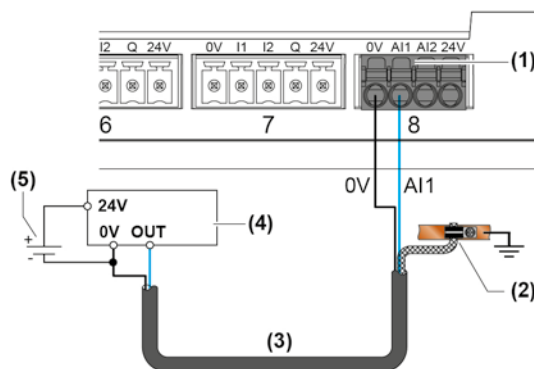 I2 Q 24V 0V I1 I2 Q 24V 0V AI1 AI2 24V
(1)
6 7 8
0V AI1
(5)
+
-
24V
(4)
0V OUT
(2)
(3)